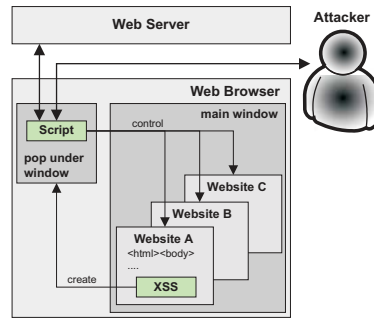 Web Server
Attacker
Web Browser
main window
Script
control
pop under
window
Website C
Website B
Website A
<html><body>
....
create
XSS